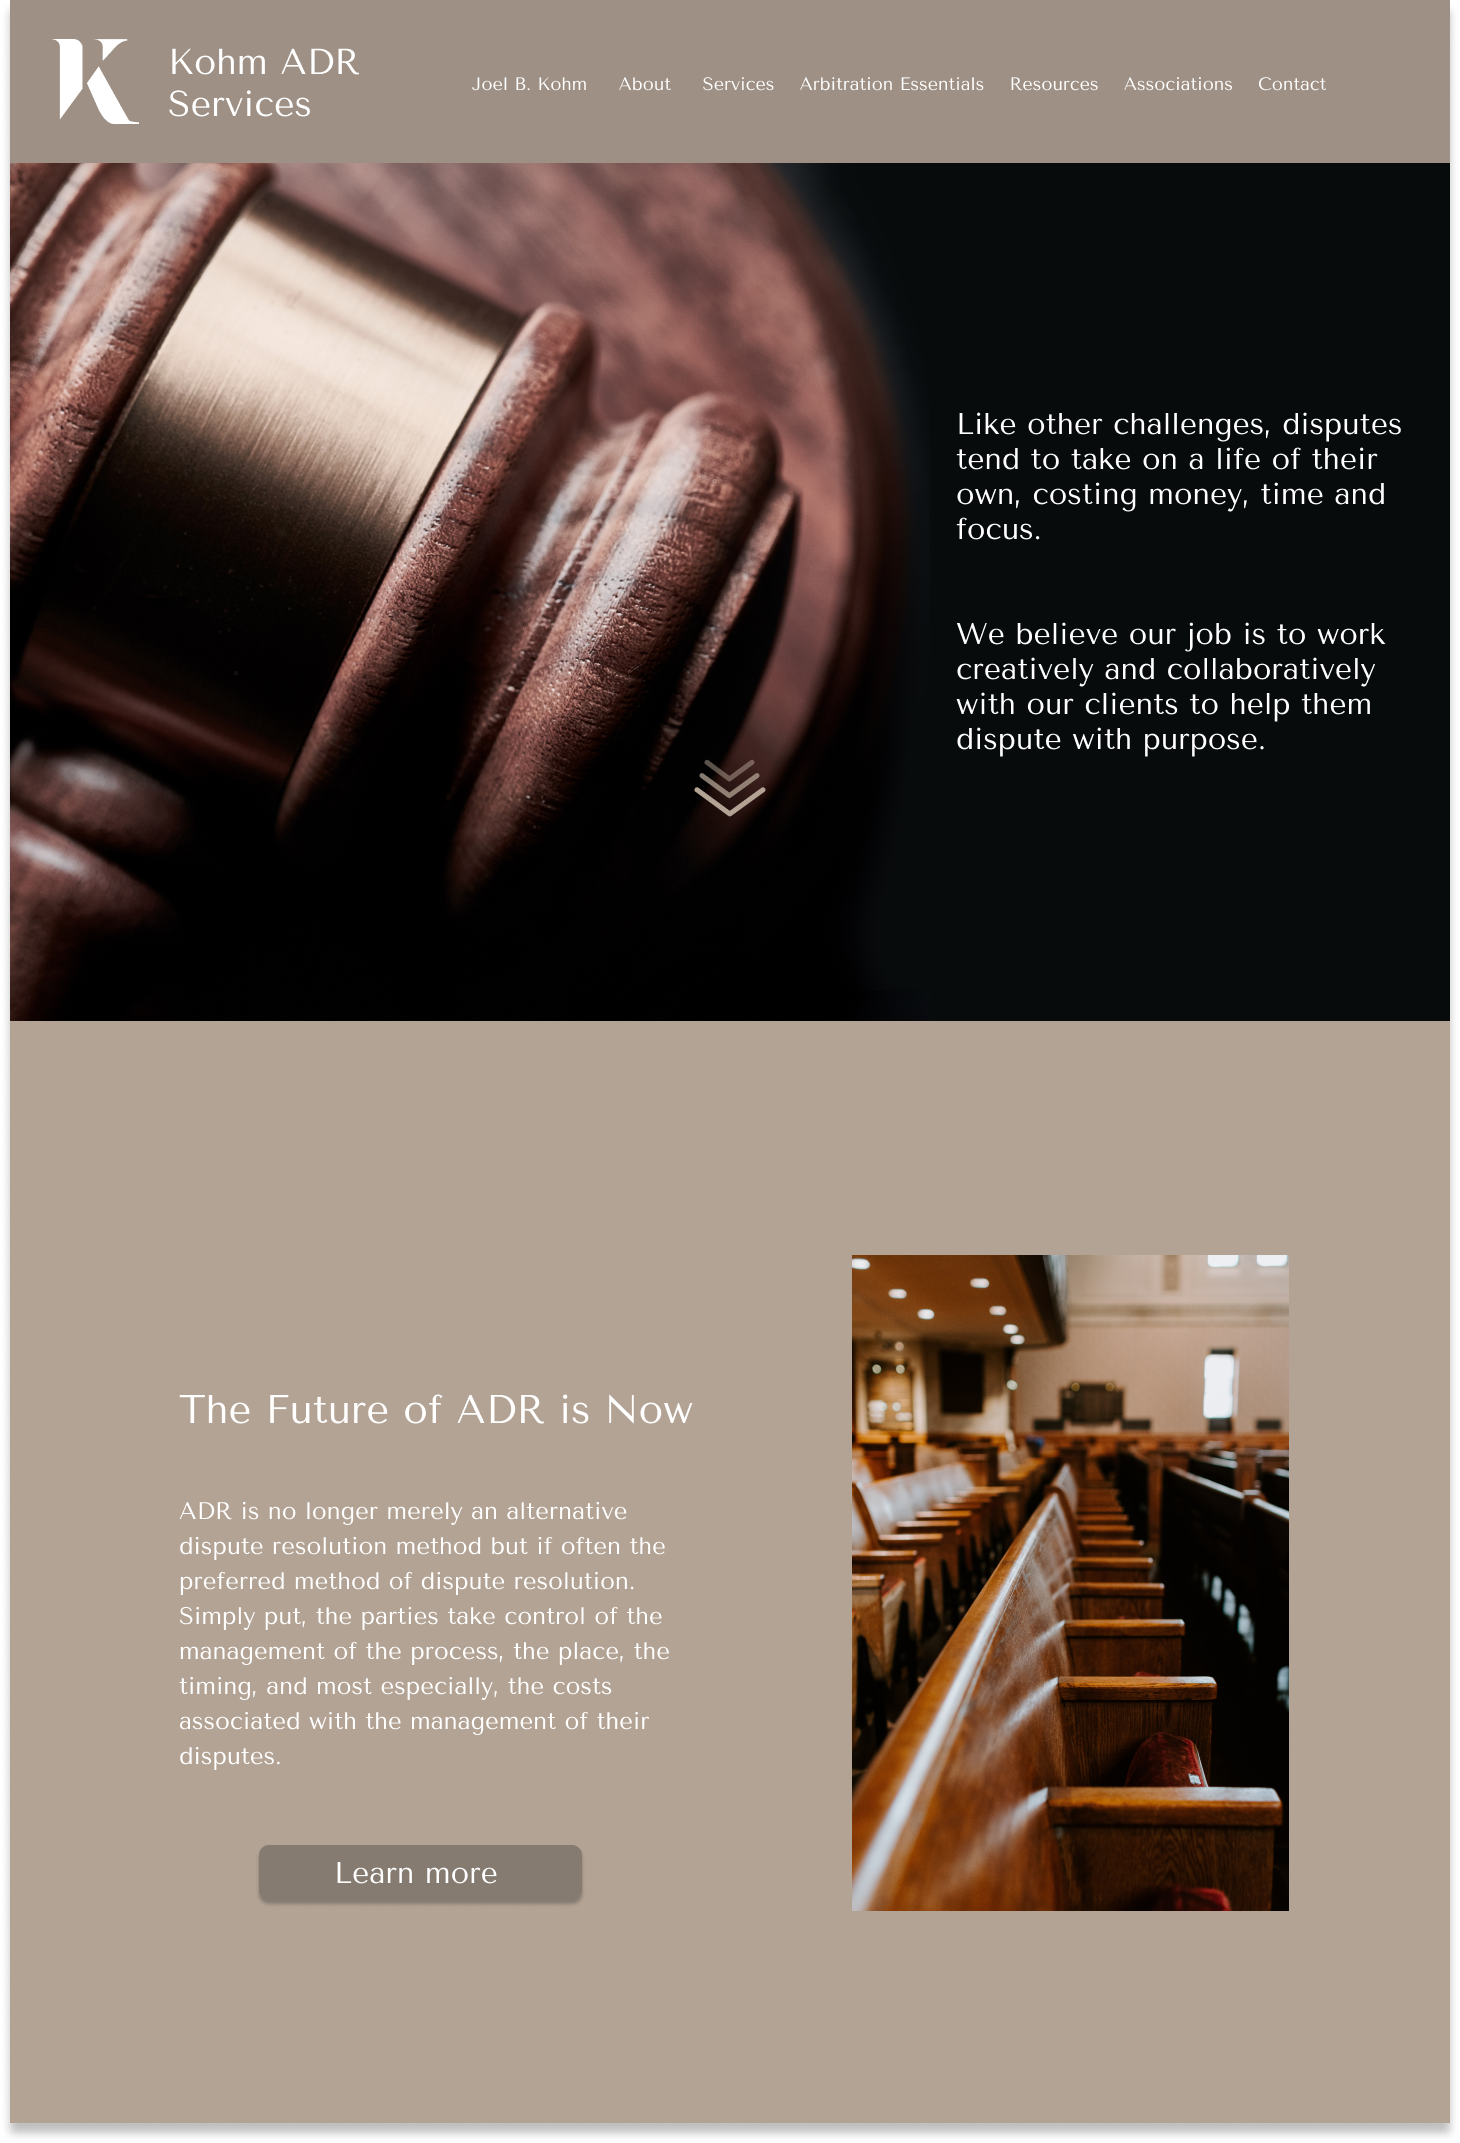 K
Kohm ADR
Services
Joel B. Kohm About Services Arbitration Essentials Resources Associations Contact
Like other challenges, disputes
tend to take on a life of their
own, costing money, time and
focus.
We believe our job is to work
creatively and collaboratively
with our clients to help them
dispute with purpose.
The Future of ADR is Now
ADR is no longer merely an alternative
dispute resolution method but if often the
preferred method of dispute resolution.
Simply put, the parties take control of the
management of the process, the place, the
timing, and most especially, the costs
associated with the management of their
disputes.
Learn more